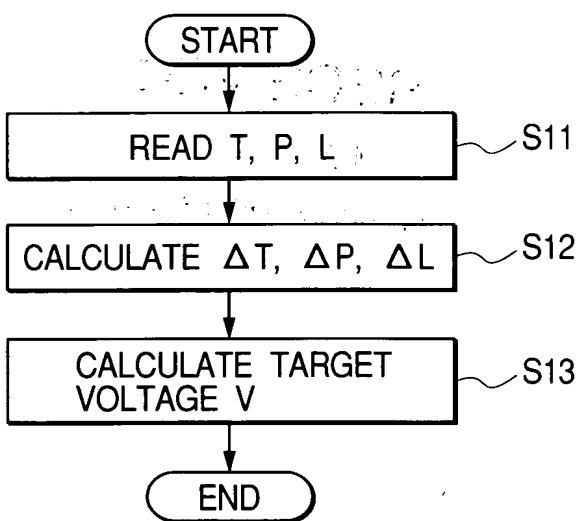 START
READ T, P, L
S11
CALCULATE ΔT, ΔP, ΔL
S12
CALCULATE TARGET
VOLTAGE V
S13
END